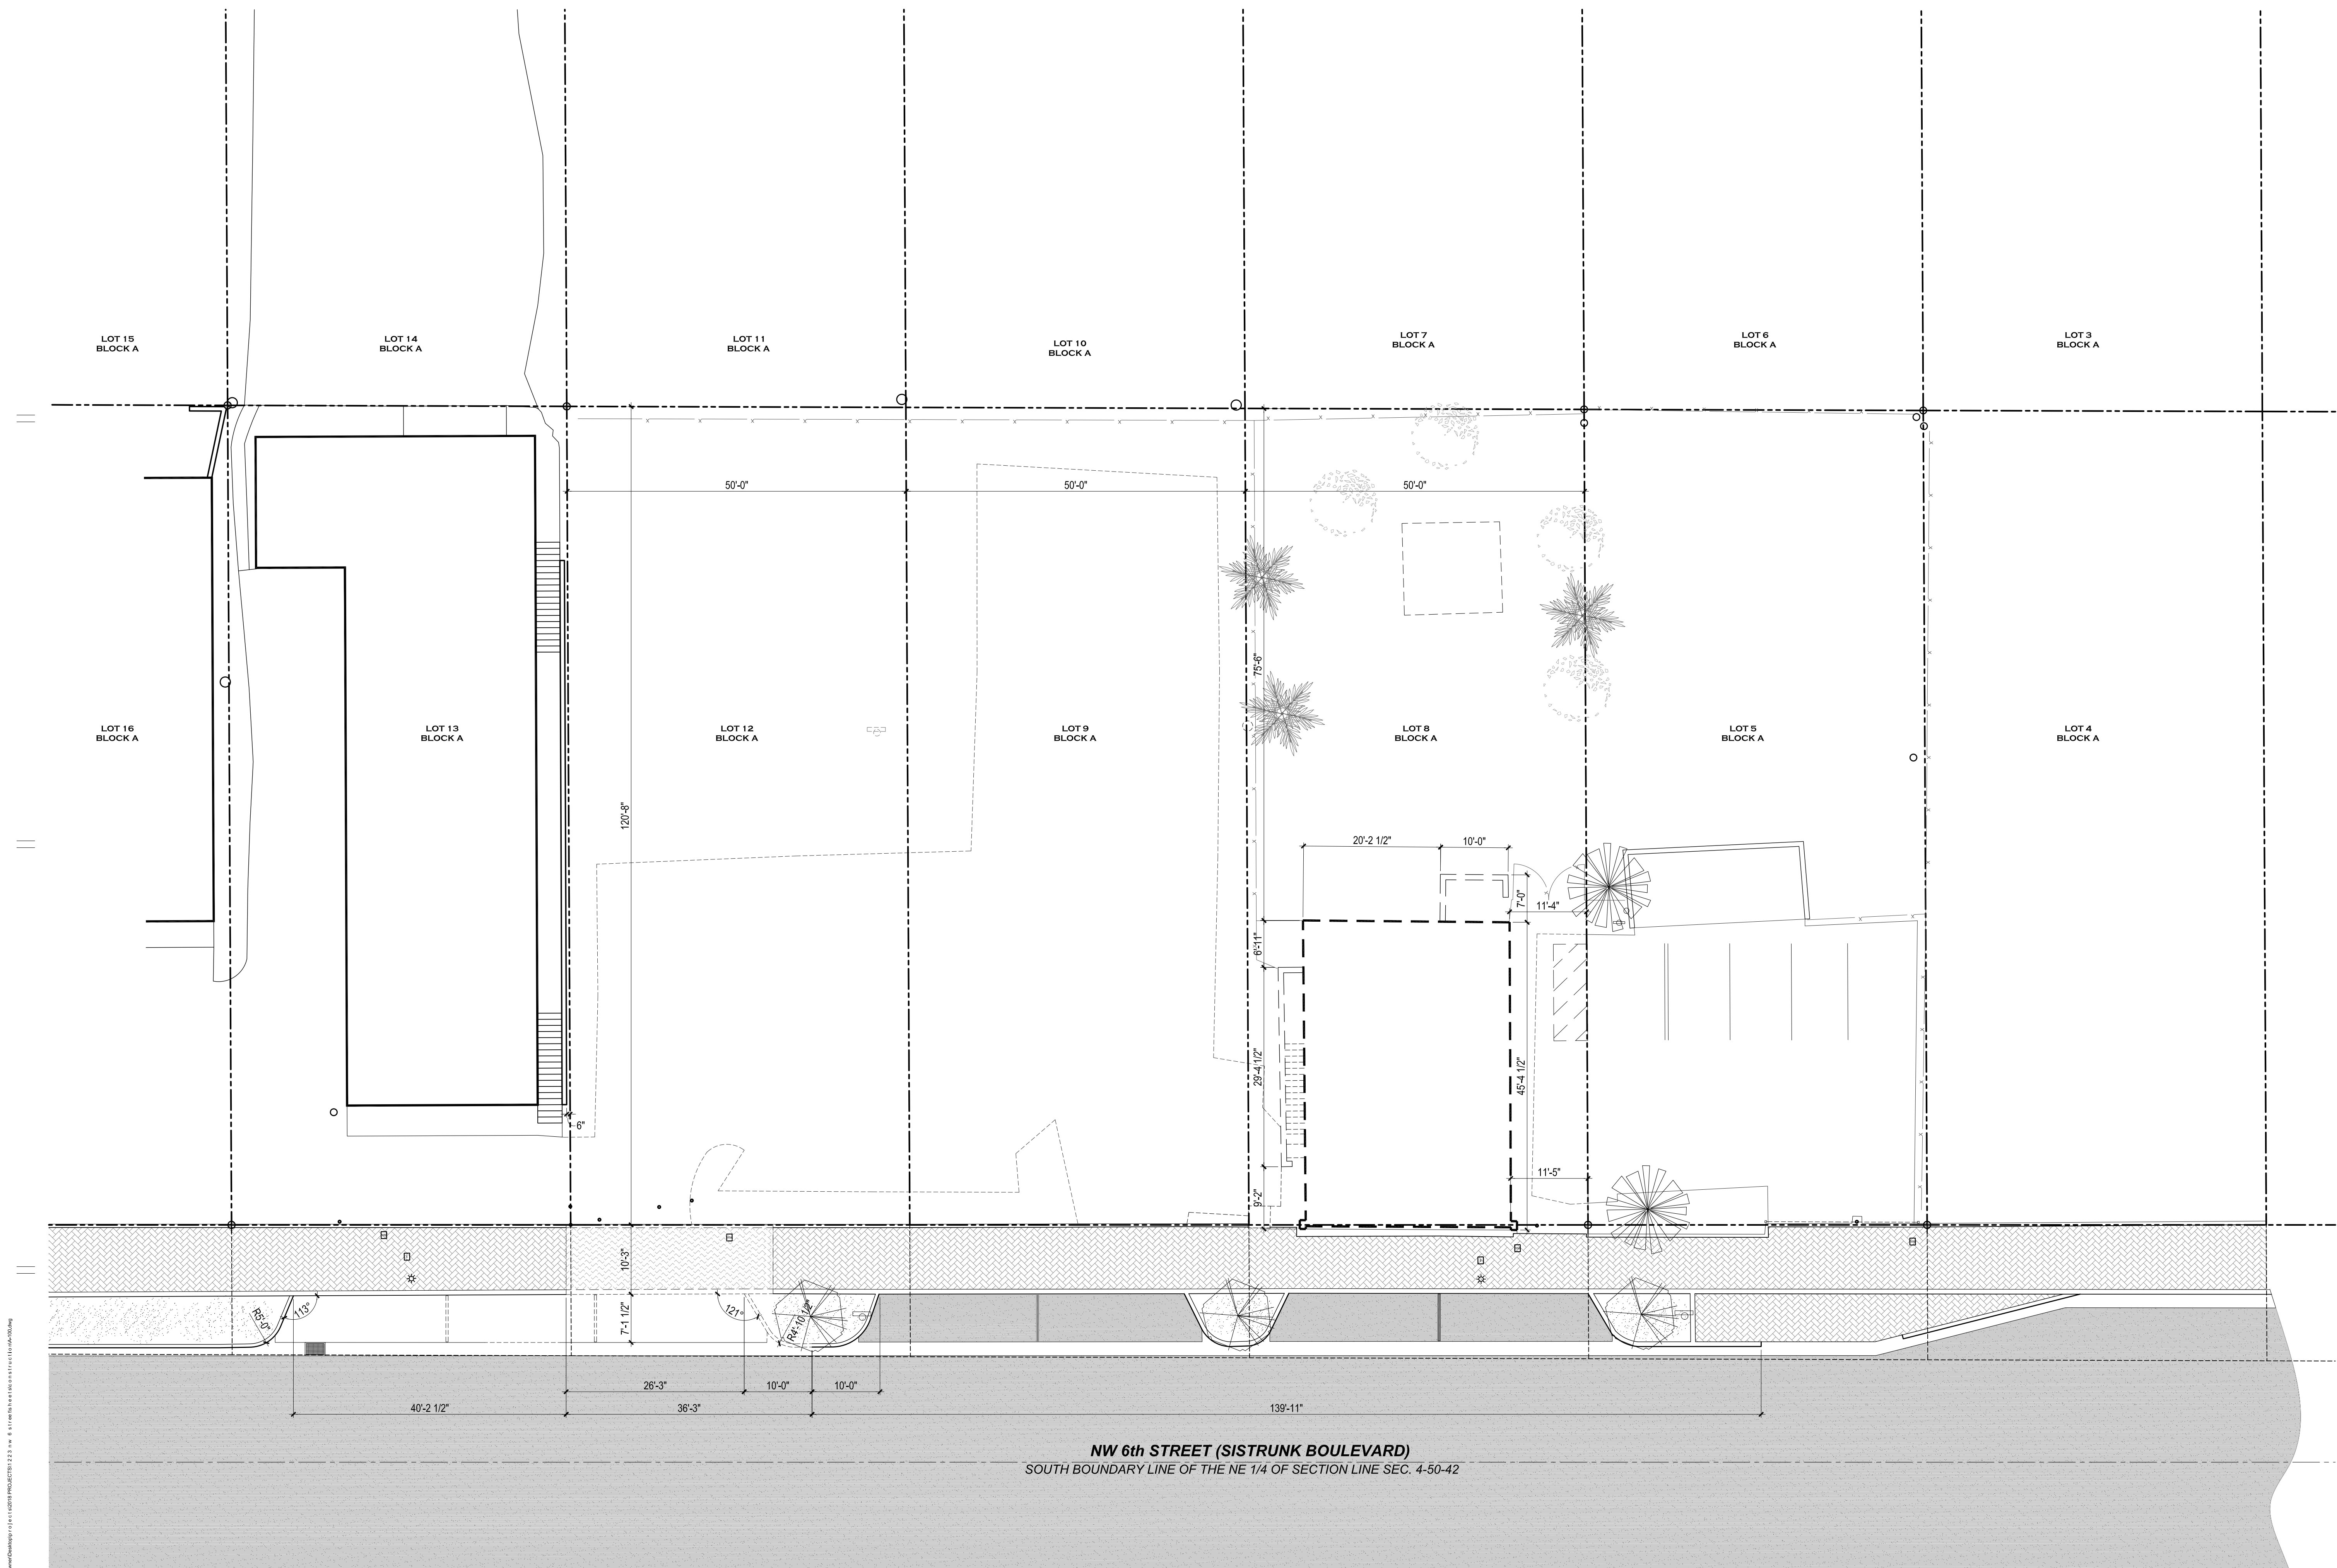 LOT 15
BLOCK A
LOT 14
BLOCK A
LOT 11
BLOCK A
LOT 10
BLOCK A
LOT 7
BLOCK A
LOT 6
BLOCK A
LOT 3
BLOCK A
50'-0"
50'-0"
50'-0"
75'-6"
LOT 16
BLOCK A
LOT 13
BLOCK A
LOT 12
BLOCK A
LOT 9
BLOCK A
LOT 8
BLOCK A
LOT 5
BLOCK A
LOT 4
BLOCK A
120'-8"
20'-2 1/2"
10'-0"
7'-0"
11'-4"
6'-11"
29'-4 1/2"
45'-4 1/2"
6"
11'-5"
9'-2"
10'-3"
R5'-0"
113°
7'-1 1/2"
121°
R4'-10 1/2"
26'-3"
10'-0"
10'-0"
40'-2 1/2"
36'-3"
139'-11"
NW 6th STREET (SISTRUNK BOULEVARD)
SOUTH BOUNDARY LINE OF THE NE 1/4 OF SECTION LINE SEC. 4-50-42